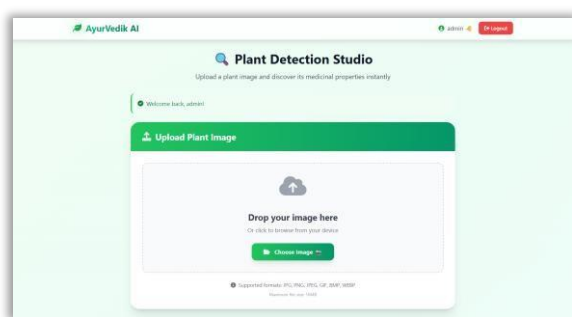 AyurVedik AI
admin
Logout
Plant Detection Studio
Upload a plant image and discover its medicinal properties instantly
Welcome back, admin!
Upload Plant Image
Drop your image here
Or click to browse from your device
Choose Image
Supported formats: JPG, PNG, JPEG, GIF, BMP, WEBP